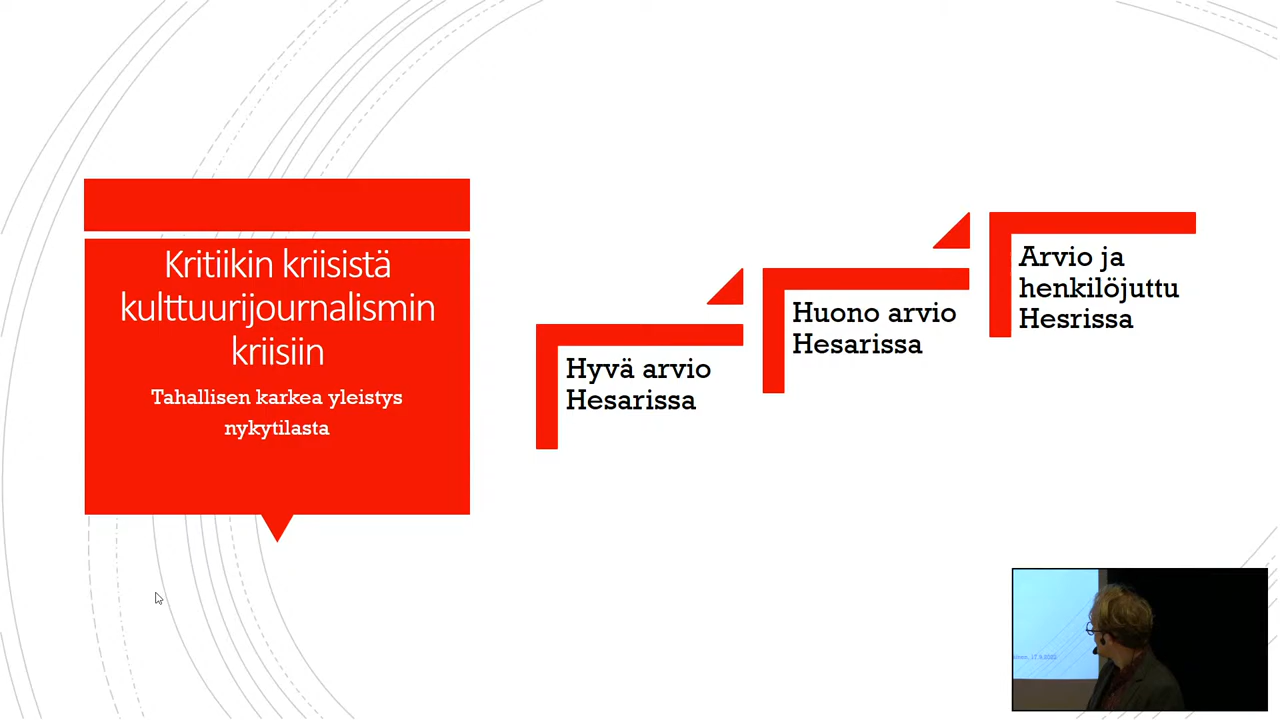 Kritiikin kriisistä
kulttuurijournalismin
kriisiin
Tahallisen karkea yleistys
nykytilasta
Hyvä arvio
Hesarissa
Huono arvio
Hesarissa
Arvio ja
henkilöjuttu
Hesrissa